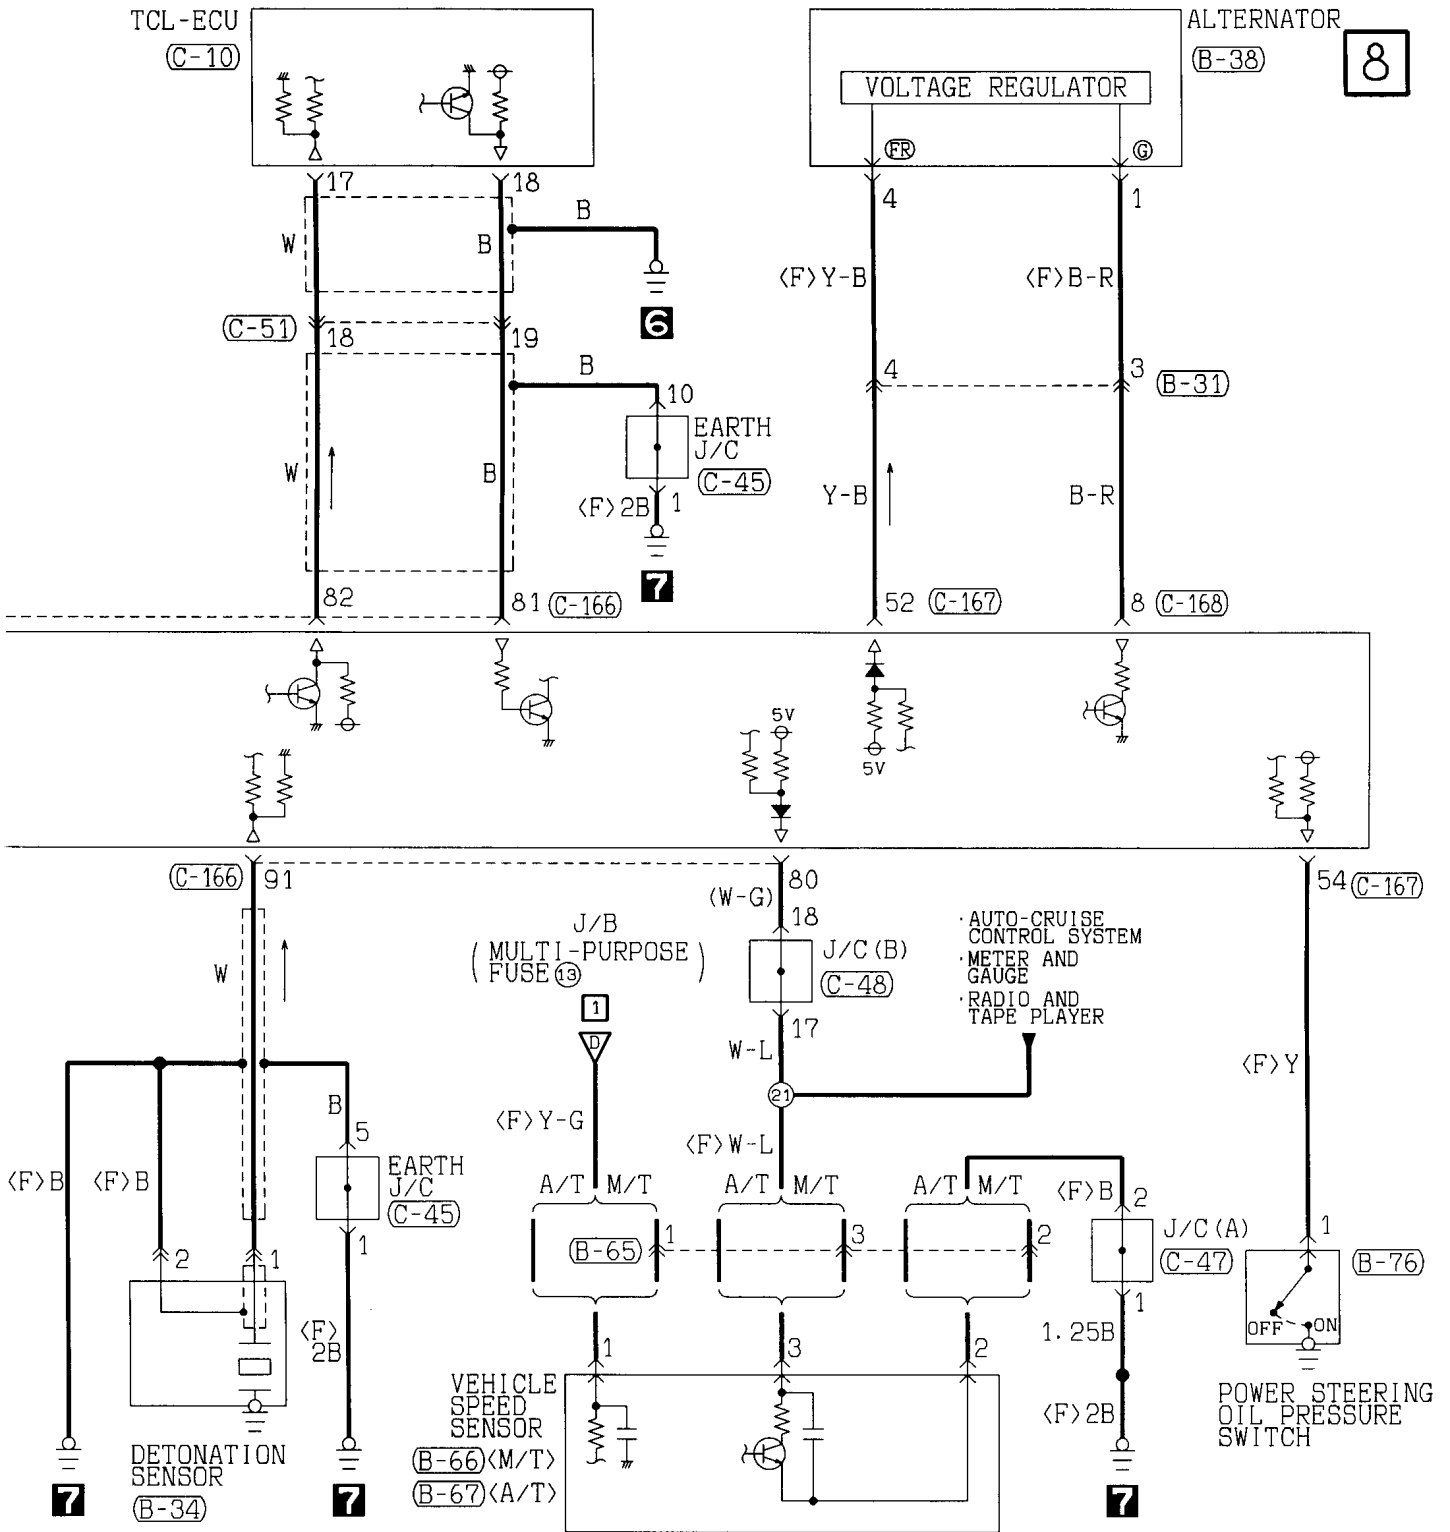 TCL-ECU
(C-10)
ALTERNATOR
(B-38)
8
VOLTAGE REGULATOR
FR
G
17
18
4
1
B
W
B
<F>Y-B
<F>B-R
6
(C-51)
18
19
B
10
4
3
(B-31)
EARTH
J/C
(C-45)
W
B
<F>2B
1
Y-B
B-R
7
82
81
(C-166)
52
(C-167)
8
(C-168)
5V
5V
(C-166)
91
80
54
(C-167)
(W-G)
18
J/B
(MULTI-PURPOSE
FUSE⑬)
1
D
J/C(B)
(C-48)
17
W-L
·AUTO-CRUISE
CONTROL SYSTEM
·METER AND
GAUGE
·RADIO AND
TAPE PLAYER
W
21
<F>Y
B
5
<F>Y-G
<F>W-L
<F>B
<F>B
EARTH
J/C
(C-45)
A/T M/T
A/T M/T
A/T M/T
<F>B
2
1
(B-65)
1
3
2
J/C(A)
(C-47)
1
1
(B-76)
2
1
OFF
ON
<F>
2B
1
3
2
1.25B
VEHICLE
SPEED
SENSOR
(B-66)<M/T>
(B-67)<A/T>
<F>2B
POWER STEERING
OIL PRESSURE
SWITCH
DETONATION
SENSOR
(B-34)
7
7
7